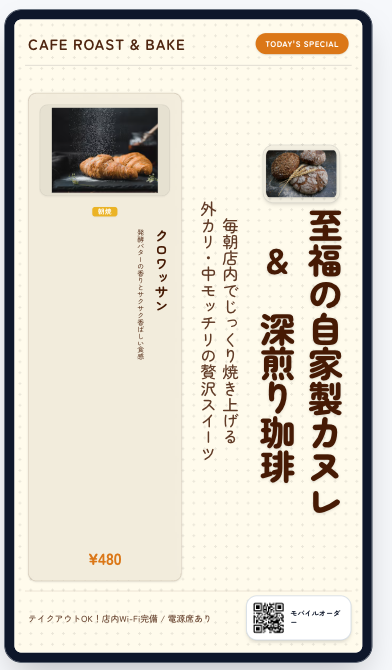 CAFE ROAST & BAKE
TODAY'S SPECIAL
至福の自家製カヌレ
& 深煎り珈琲
毎朝店内でじっくり焼き上げる
外カリ・中モッチリの贅沢スイーツ
朝焼
クロワッサン
発酵バターの香りとサクサク香ばしい食感
¥480
テイクアウトOK！店内Wi-Fi完備 / 電源席あり
モバイルオーダ
ー